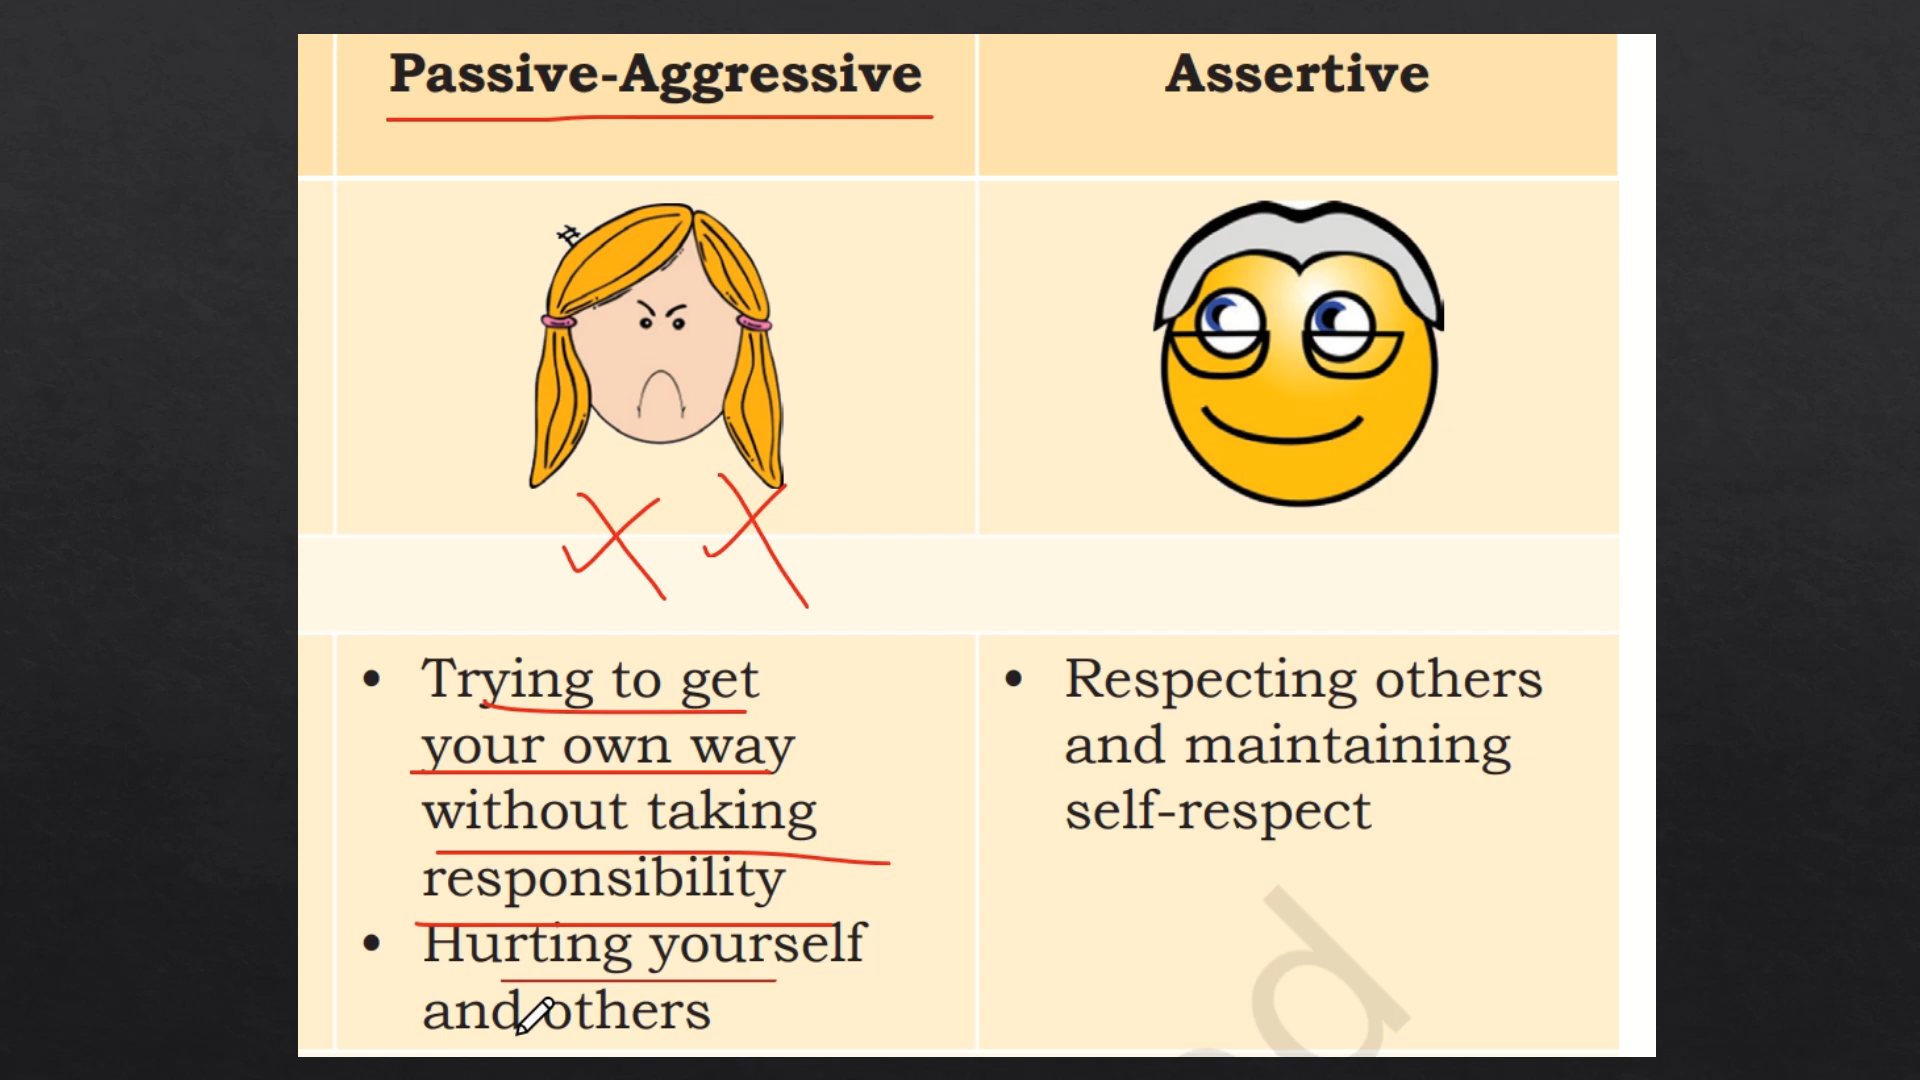 Passive-Aggressive
Assertive
• Trying to get
your own way
without taking
responsibility
• Hurting yourself
and others
• Respecting others
and maintaining
self-respect